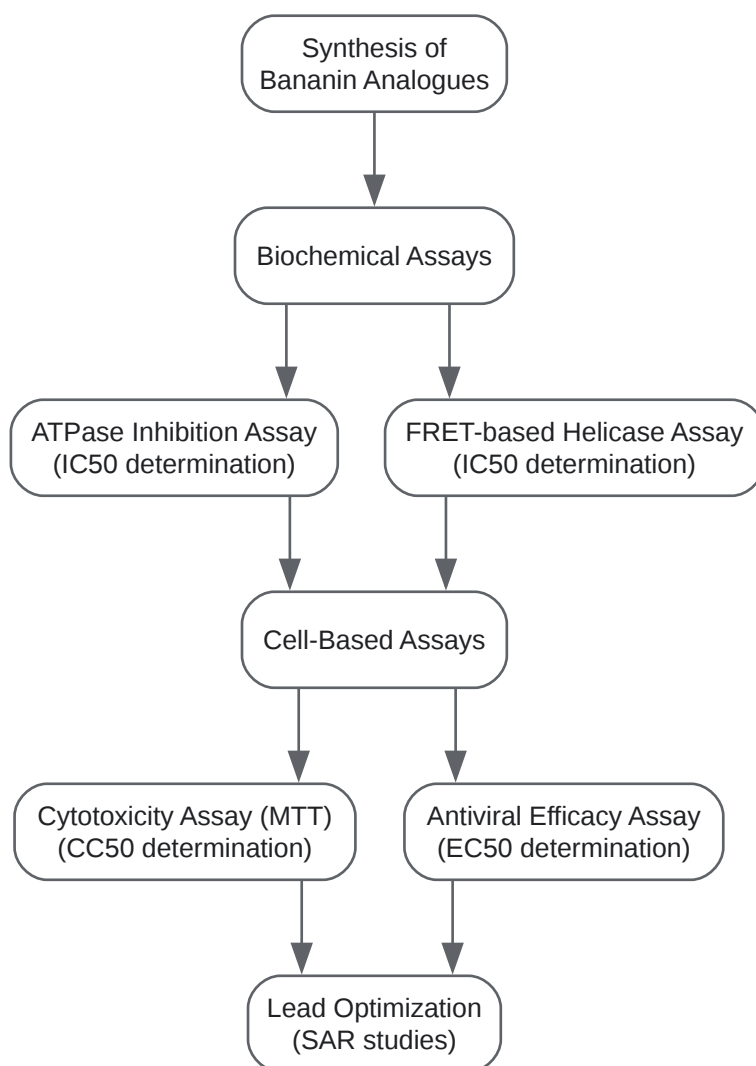 Synthesis of
Bananin Analogues
Biochemical Assays
ATPase Inhibition Assay
(IC50 determination)
FRET-based Helicase Assay
(IC50 determination)
Cell-Based Assays
Cytotoxicity Assay (MTT)
(CC50 determination)
Antiviral Efficacy Assay
(EC50 determination)
Lead Optimization
(SAR studies)